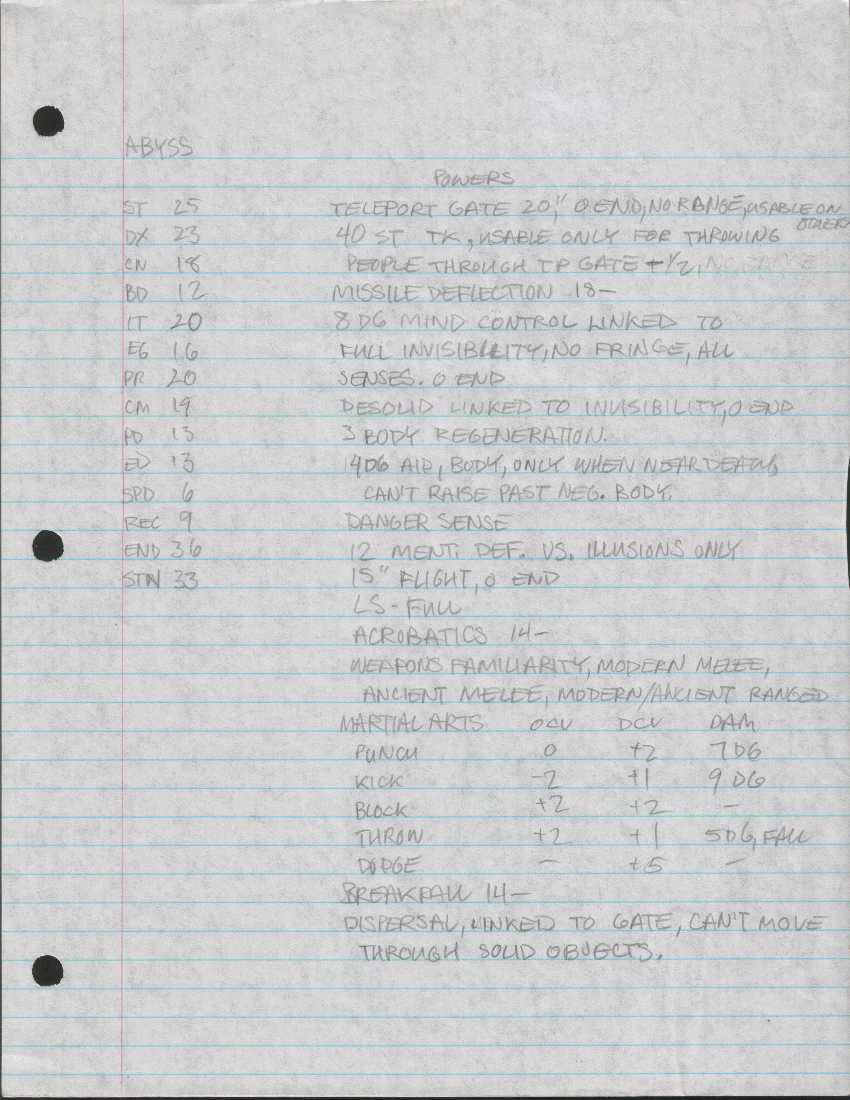 ABYSS
POWERS
ST 25 TELEPORT GATE 20", 0 END, NO RANGE, USABLE ON OTHERS
DX 23 40 ST TK, USABLE ONLY FOR THROWING
CN 18 PEOPLE THROUGH TP GATE -1/2,
BD 12 MISSILE DEFLECTION 18-
IT 20 8 D6 MIND CONTROL LINKED TO
EG 16 FULL INVISIBILITY, NO FRINGE, ALL
PR 20 SENSES. 0 END
CM 19 DESOLID LINKED TO INVISIBILITY, 0 END
PD 13 3 BODY REGENERATION.
ED 13 14D6 AID, BODY, ONLY WHEN NEAR DEATH,
SPD 6 CAN'T RAISE PAST NEG. BODY.
REC 9 DANGER SENSE
END 36 12 MENT. DEF. VS. ILLUSIONS ONLY
STN 33 15" FLIGHT, 0 END
LS - FULL
ACROBATICS 14-
WEAPONS FAMILIARITY, MODERN MELEE,
ANCIENT MELEE, MODERN/ANCIENT RANGED
MARTIAL ARTS OCV DCV DAM
PUNCH 0 +2 7D6
KICK -2 +1 9D6
BLOCK +2 +2 -
THROW +2 +1 5D6, FALL
DODGE - +5 -
BREAKFALL 14-
DISPERSAL, LINKED TO GATE, CAN'T MOVE
THROUGH SOLID OBJECTS.